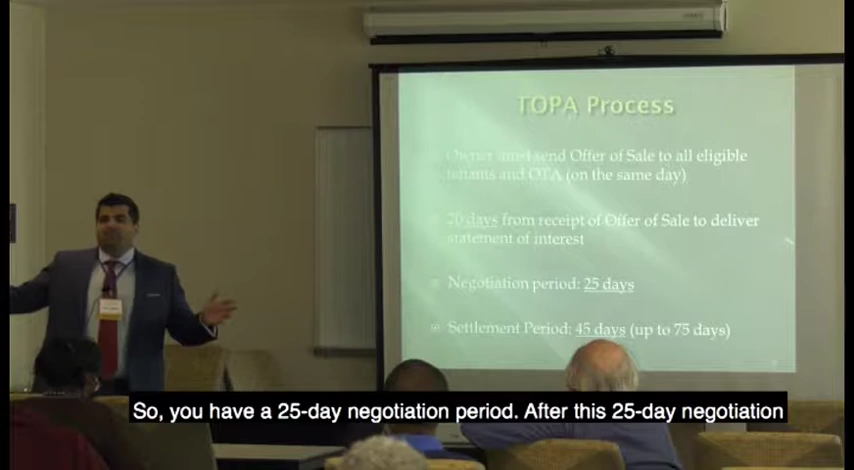 TOPA Process
Owner must send Offer of Sale to all eligible
tenants and OTA (on the same day)
20 days from receipt of Offer of Sale to deliver
statement of interest
Negotiation period: 25 days
Settlement Period: 45 days (up to 75 days)
So, you have a 25-day negotiation period. After this 25-day negotiation